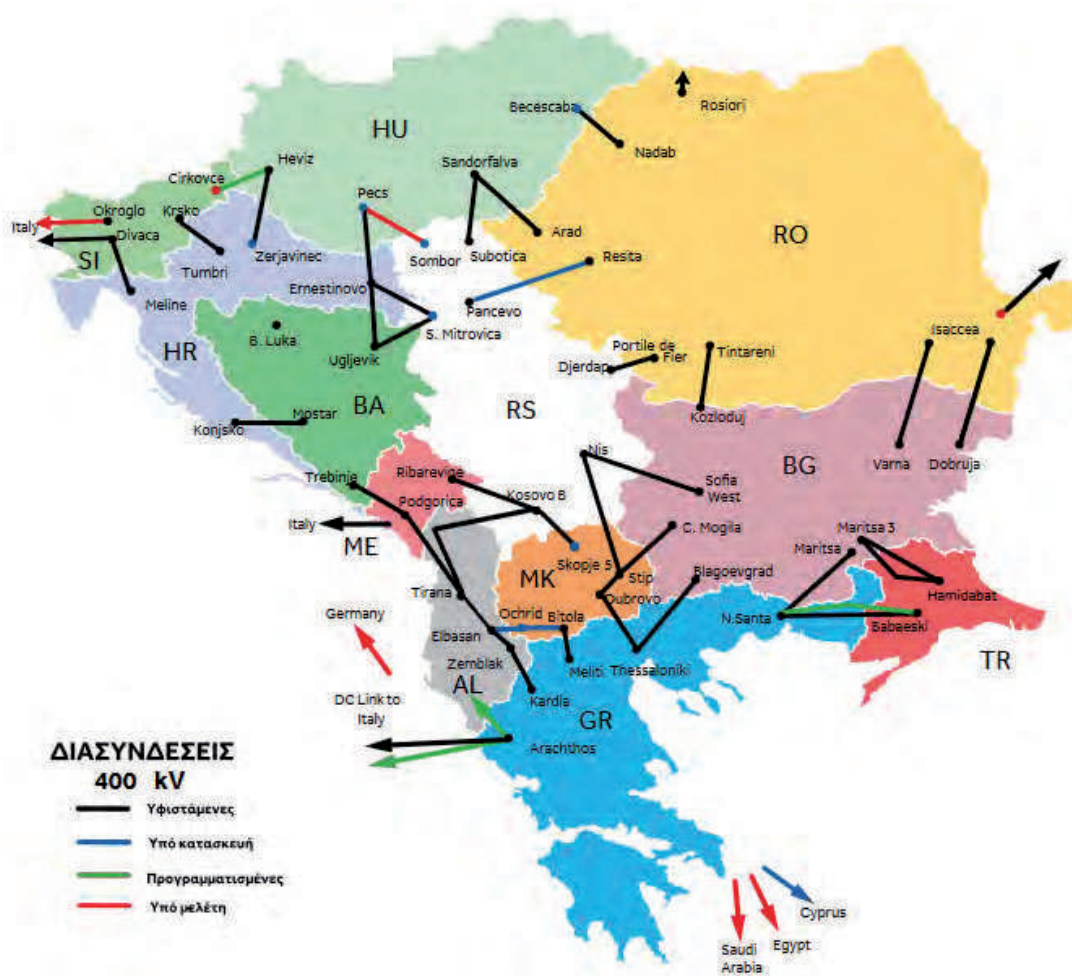 Rosiorj
Becescaba
HU
Nadab
Heviz
Sandorfalva
Cirkovce
Pecs
Krsko
Okroglo
Italy
Divaca
Arad
RO
Resita
SI
Tumbri
Zerjavinec
Sombor
Subotica
Meline
Ernestinovo
Pancevo
S. Mitrovica
Isaccea
B. Luka
HR
Ugljevik
Portile de
Fier
Tintareni
Djerdap
BA
RS
Kozloduj
Mostar
Konjsko
Nis
BG
Varna
Dobruja
Trebinje
Ribarevige
Sofia
West
Kosovo B
Podgorica
Italy
C. Mogila
Maritsa 3
ME
Maritsa
Skopje 5
MK
Stip
Blagoevgrad
Hamidabat
Tirana
Dubrovo
Ochrid
Bitola
N.Santa
Babaeski
Germany
Elbasan
Zemblak
Meliti
Thessaloniki
TR
AL
DC Link to
Italy
Kardia
GR
Arachthos
ΔΙΑΣΥΝΔΕΣΕΙΣ
400 kV
Υφιστάμενες
Υπό κατασκευή
Προγραμματισμένες
Υπό μελέτη
Cyprus
Egypt
Saudi
Arabia